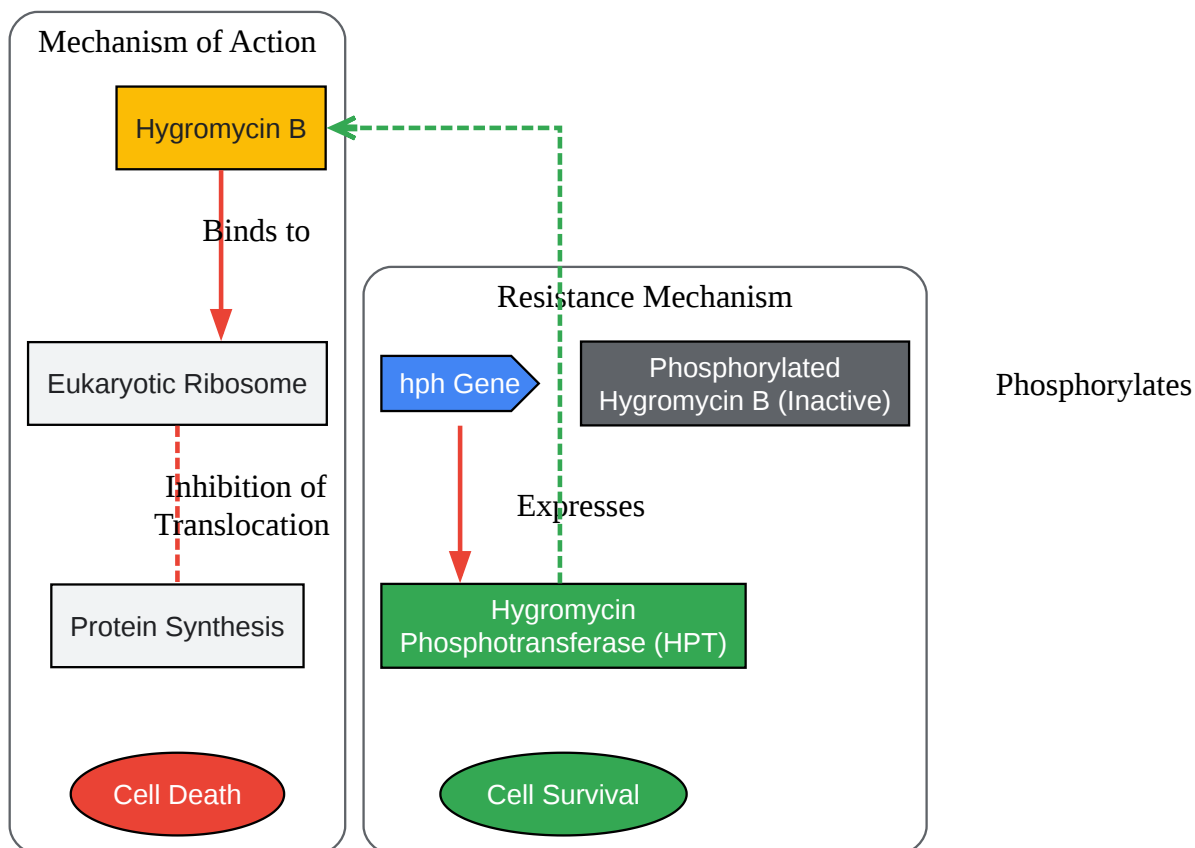 Mechanism of Action
Hygromycin B
Binds to
Eukaryotic Ribosome
Inhibition of
Translocation
Protein Synthesis
Cell Death
Resistance Mechanism
hph Gene
Phosphorylated
Hygromycin B (Inactive)
Expresses
Hygromycin
Phosphotransferase (HPT)
Cell Survival
Phosphorylates